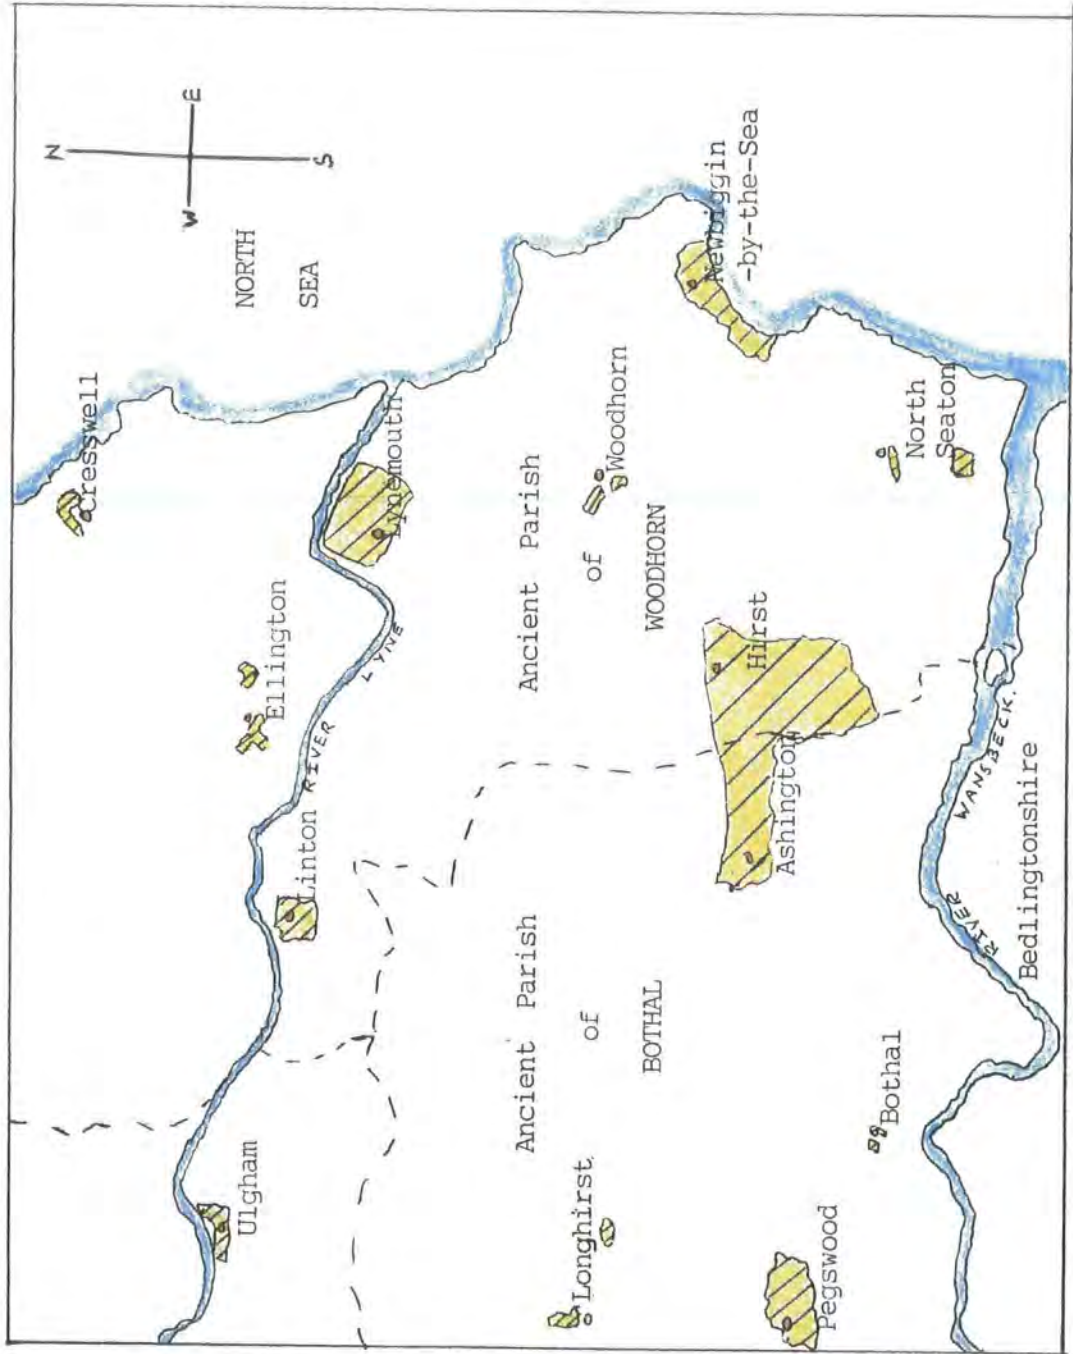 N
W
E
S
NORTH
SEA
Cresswell
Ellington
Lynemouth
Linton
RIVER LYNE
Ulgham
Ancient Parish
of
WOODHORN
Woodhorn
Newbiggin
-by-the-Sea
Ancient Parish
of
BOTHAL
Longhirst
Hirst
Ashington
North
Seaton
Pegswood
Bothal
RIVER WANSBECK.
Bedlingtonshire